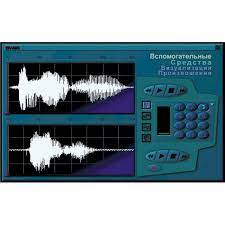 Вспомогательные
Средства
Визуализации
Произношения